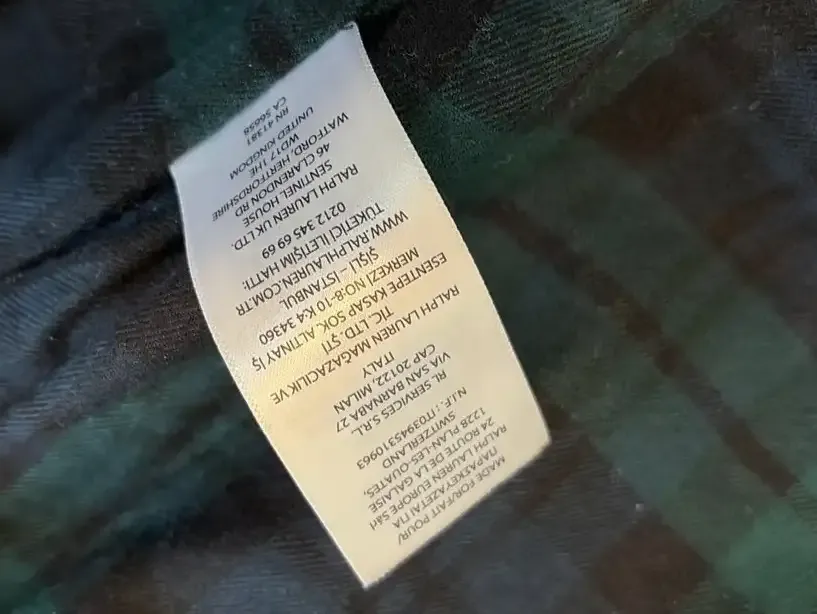 MADE FOR/FAIT POUR/
ΠΑΡΑΣΚΕΥΑΖΕΤΑΙ ΓΙΑ
RALPH LAUREN EUROPE Sàrl
24 ROUTE DE LA GALAISE
1228 PLAN-LES-OUATES,
SWITZERLAND
N.I.F. : IT03945310963
RL SERVICES S.R.L.
VIA SAN BARNABA 27
CAP 20122, MILAN
ITALY
RALPH LAUREN MAGAZACILIK VE
TIC. LTD. ŞTİ
ESENTEPE KASAP SOK. ALTINAY İŞ
MERKEZİ NO:8-10 K:4 34360
ŞİŞLİ – İSTANBUL
WWW.RALPHLAUREN.COM.TR
TÜKETİCİ İLETİŞİM HATTI:
0212 345 69 69
RALPH LAUREN UK LTD.
SENTINEL HOUSE
46 CLARENDON RD
WATFORD, HERTFORDSHIRE
WD17 1HE
UNITED KINGDOM
RN 41381
CA 56628